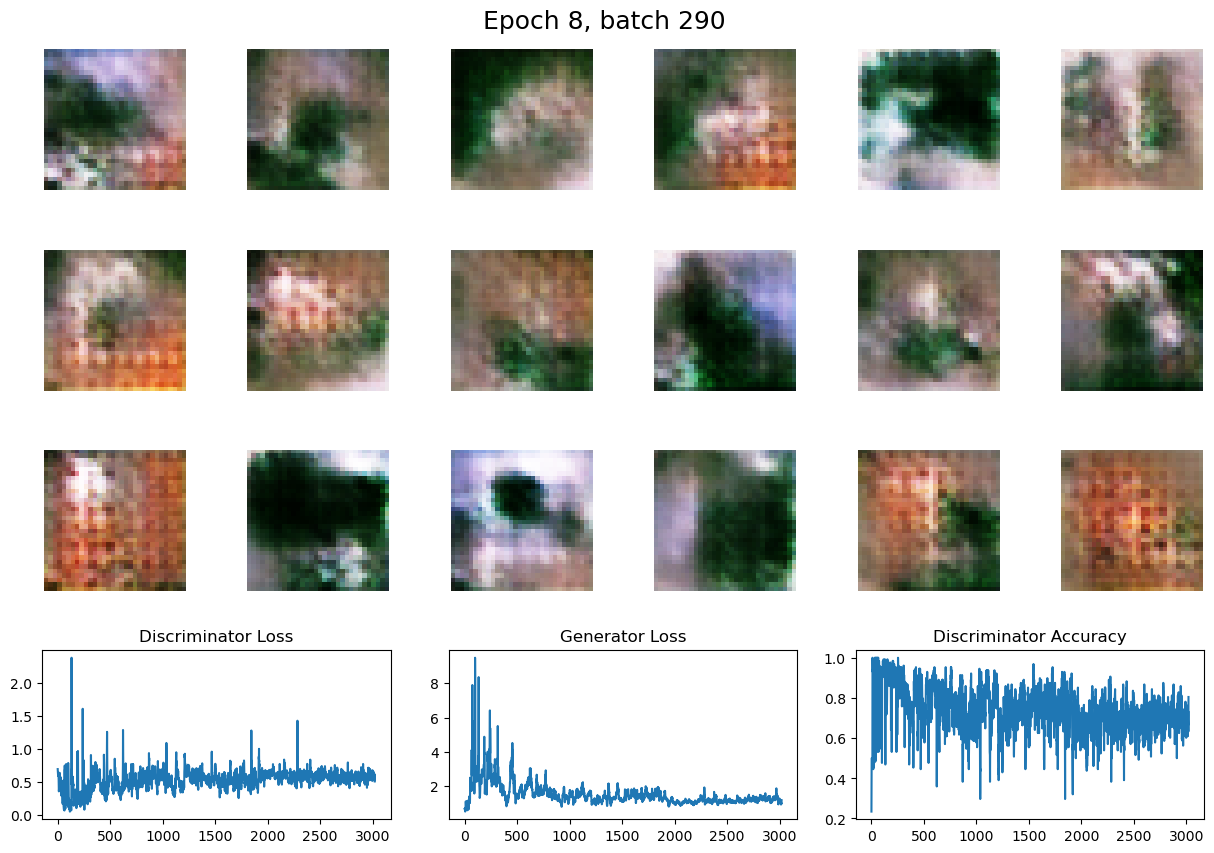 Epoch 8, batch 290
Discriminator Loss
Generator Loss
Discriminator Accuracy
2.0
1.5
1.0
0.5
0.0
0 500 1000 1500 2000 2500 3000
8
6
4
2
0 500 1000 1500 2000 2500 3000
1.0
0.8
0.6
0.4
0.2
0 500 1000 1500 2000 2500 3000